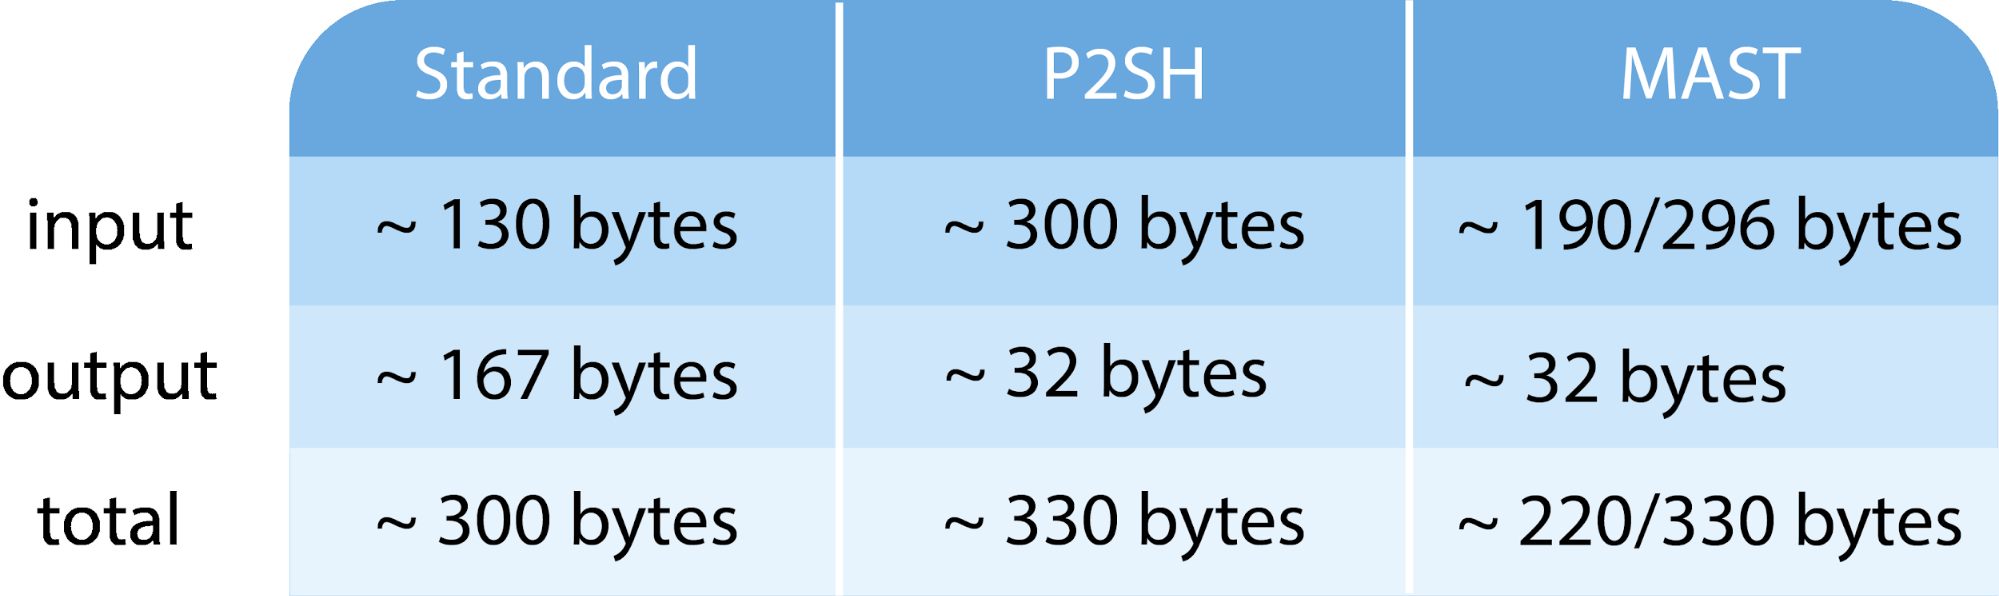 Standard P2SH MAST
input ~ 130 bytes ~ 300 bytes ~ 190/296 bytes
output ~ 167 bytes ~ 32 bytes ~ 32 bytes
total ~ 300 bytes ~ 330 bytes ~ 220/330 bytes